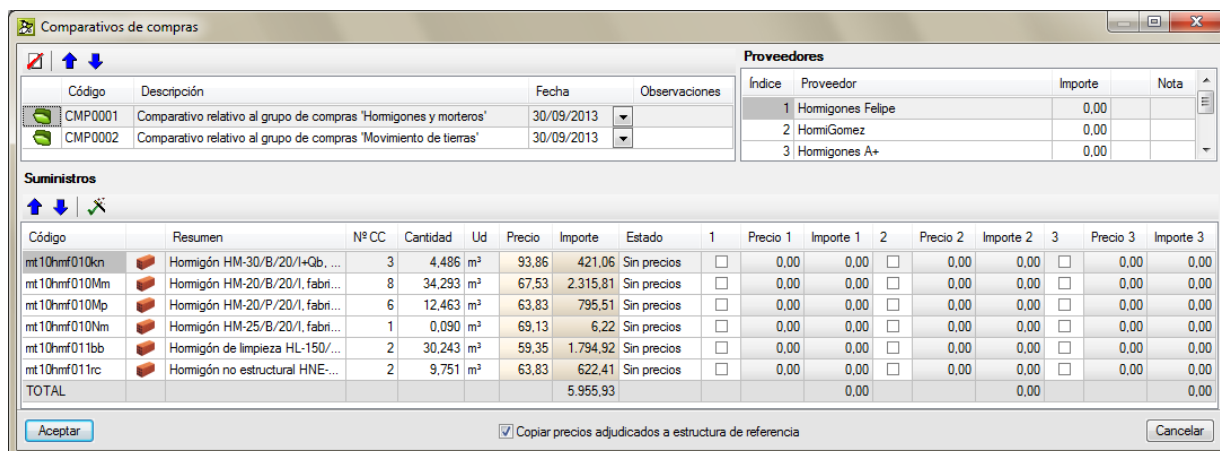 Comparativos de compras
Código Descripción Fecha Observaciones
CMP0001 Comparativo relativo al grupo de compras 'Hormigones y morteros' 30/09/2013
CMP0002 Comparativo relativo al grupo de compras 'Movimiento de tierras' 30/09/2013
Proveedores
Índice Proveedor Importe Nota
1 Hormigones Felipe 0,00
2 HormiGomez 0,00
3 Hormigones A+ 0,00
Suministros
Código Resumen Nº CC Cantidad Ud Precio Importe Estado 1 Precio 1 Importe 1 2 Precio 2 Importe 2 3 Precio 3 Importe 3
mt10hmf010kn Hormigón HM-30/B/20/I+Qb, ... 3 4,486 m³ 93,86 421,06 Sin precios 0,00 0,00 0,00 0,00 0,00 0,00
mt10hmf010Mm Hormigón HM-20/B/20/I, fabri... 8 34,293 m³ 67,53 2.315,81 Sin precios 0,00 0,00 0,00 0,00 0,00 0,00
mt10hmf010Mp Hormigón HM-20/P/20/I, fabri... 6 12,463 m³ 63,83 795,51 Sin precios 0,00 0,00 0,00 0,00 0,00 0,00
mt10hmf010Nm Hormigón HM-25/B/20/I, fabri... 1 0,090 m³ 69,13 6,22 Sin precios 0,00 0,00 0,00 0,00 0,00 0,00
mt10hmf011bb Hormigón de limpieza HL-150/... 2 30,243 m³ 59,35 1.794,92 Sin precios 0,00 0,00 0,00 0,00 0,00 0,00
mt10hmf011rc Hormigón no estructural HNE-... 2 9,751 m³ 63,83 622,41 Sin precios 0,00 0,00 0,00 0,00 0,00 0,00
TOTAL 5.955,93 0,00 0,00 0,00
Aceptar Copiar precios adjudicados a estructura de referencia Cancelar